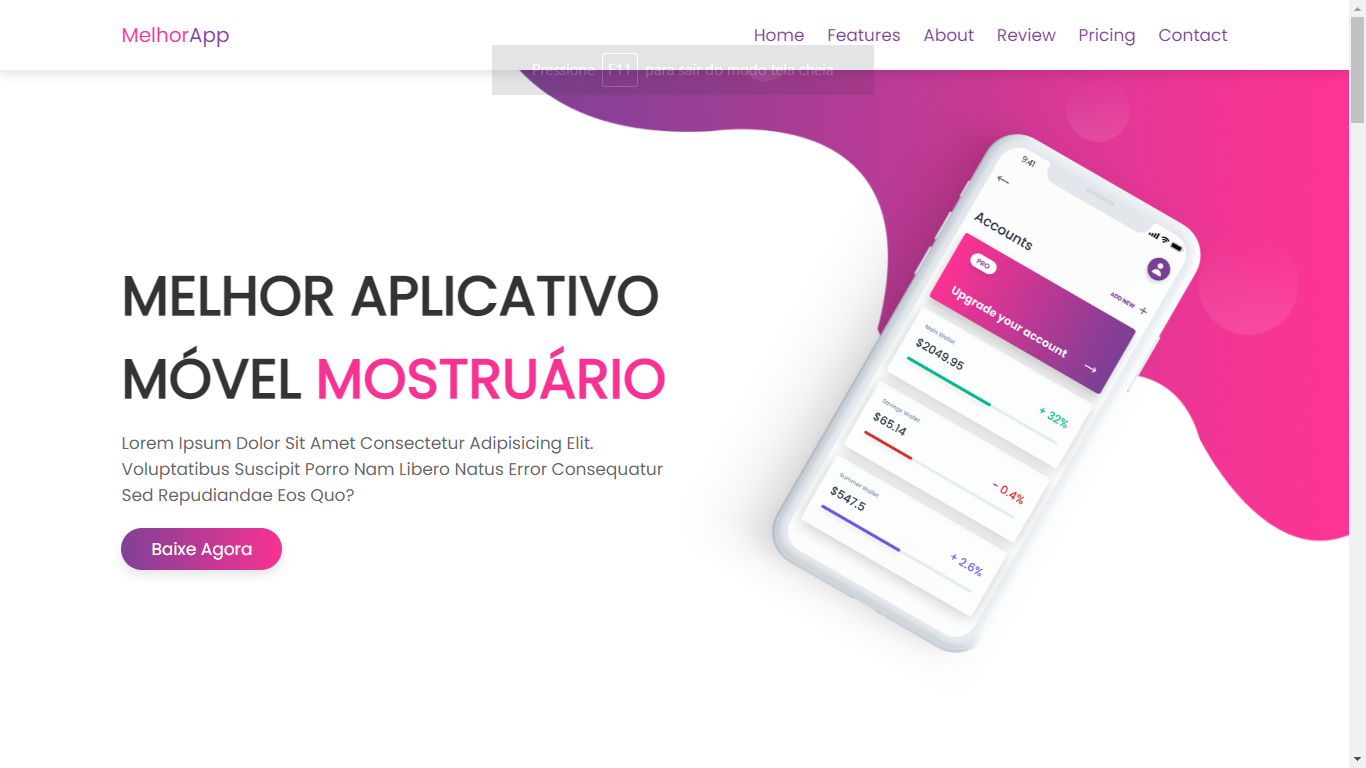 MelhorApp
Home Features About Review Pricing Contact
Pressione F11 para sair do modo tela cheia
MELHOR APLICATIVO
MÓVEL MOSTRUÁRIO
Lorem Ipsum Dolor Sit Amet Consectetur Adipisicing Elit.
Voluptatibus Suscipit Porro Nam Libero Natus Error Consequatur
Sed Repudiandae Eos Quo?
Baixe Agora
9:41
Accounts
PRO
ADD NEW +
Upgrade your account
Main Wallet
$2049.95
+ 32%
Savings Wallet
$65.14
- 0.4%
Summer Wallet
$547.5
+ 2.6%